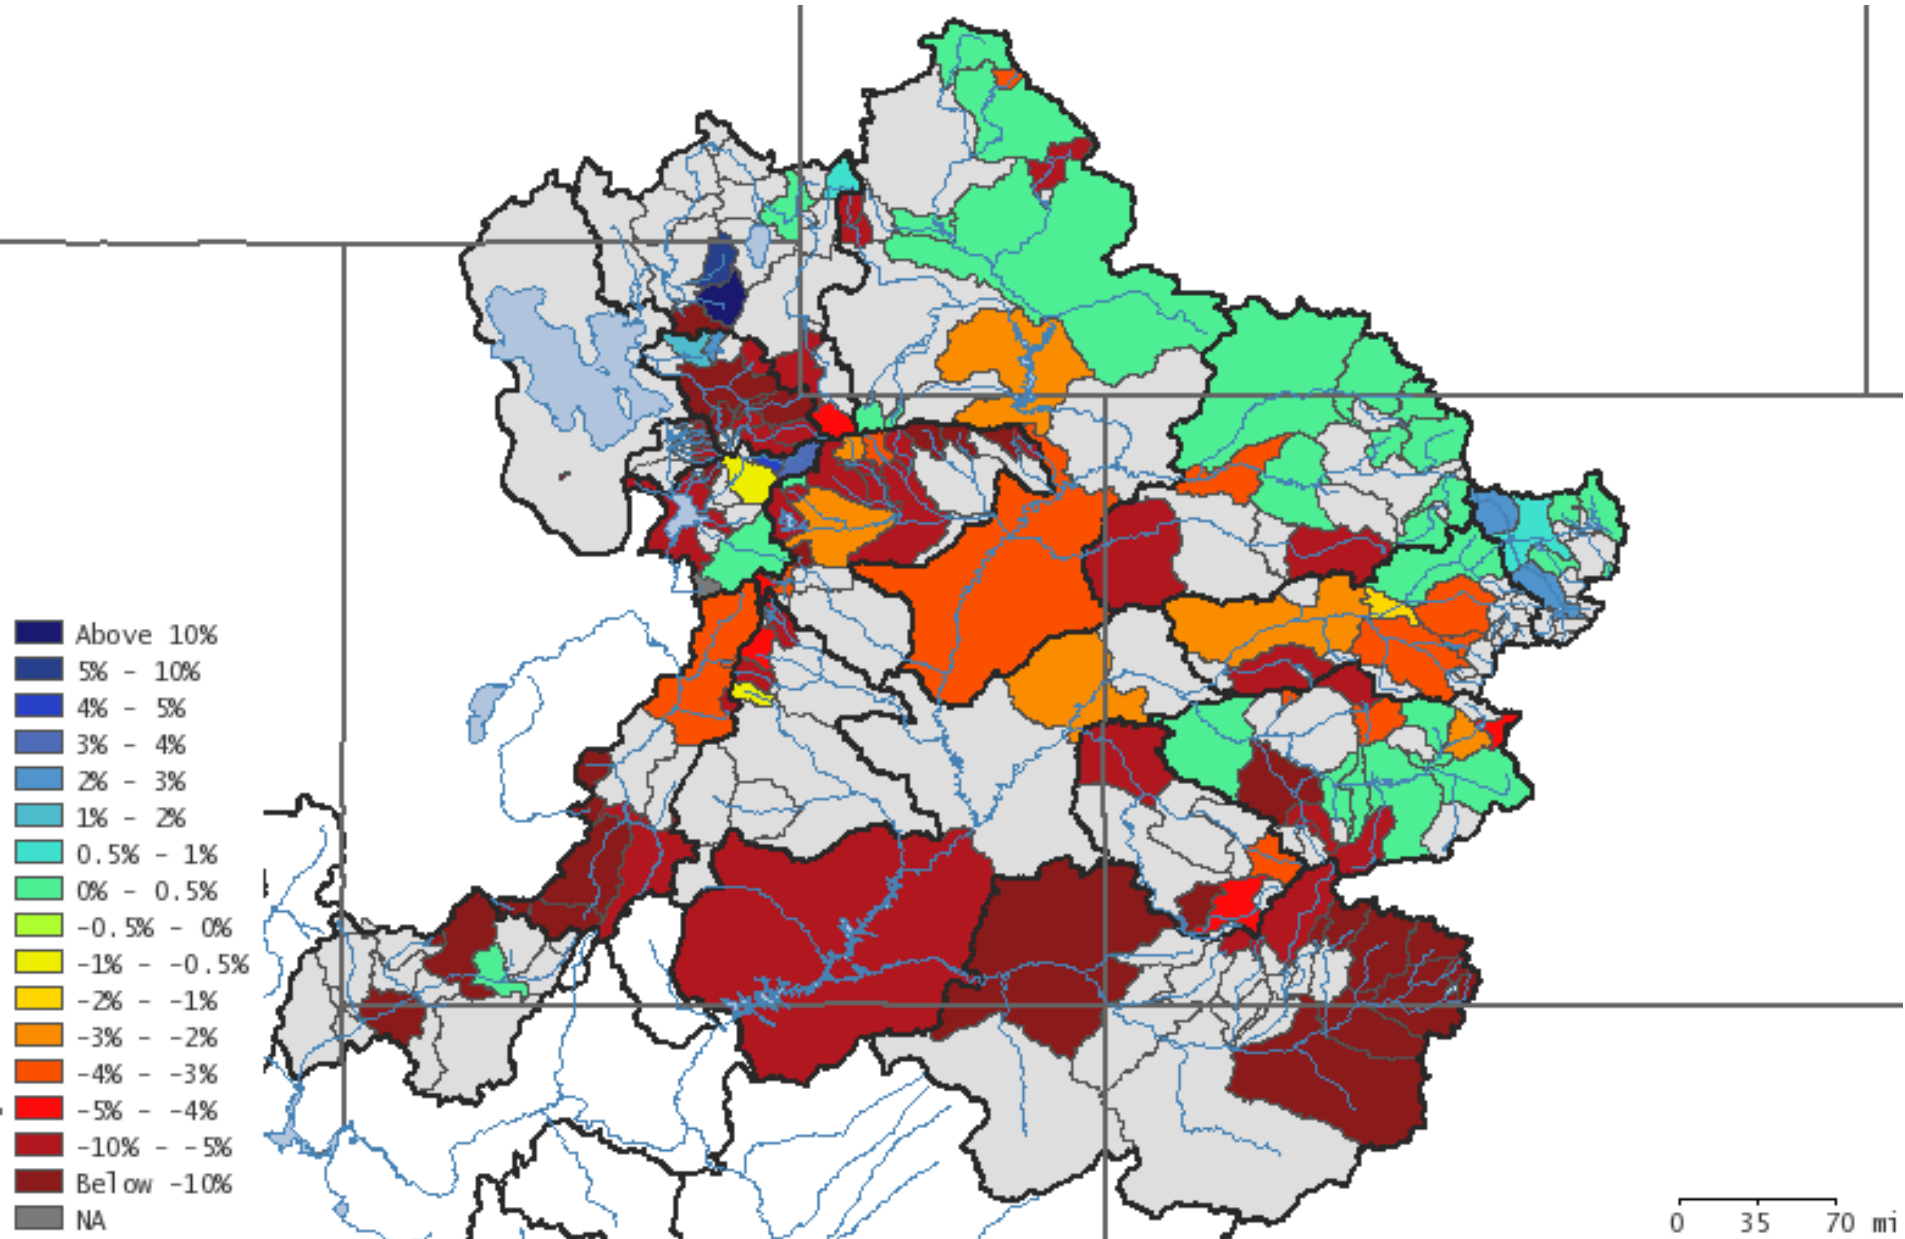 Above 10%
5% - 10%
4% - 5%
3% - 4%
2% - 3%
1% - 2%
0.5% - 1%
0% - 0.5%
-0.5% - 0%
-1% - -0.5%
-2% - -1%
-3% - -2%
-4% - -3%
-5% - -4%
-10% - -5%
Below -10%
NA
0 35 70 mi